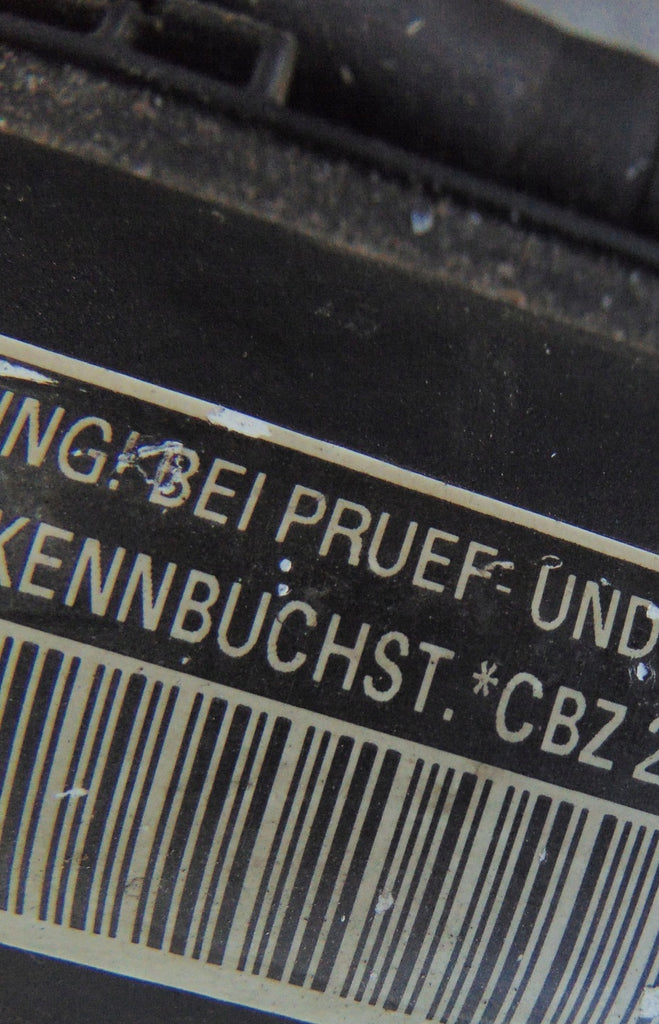 ING! BEI PRUEF- UND
KENNBUCHST. *CBZ 2